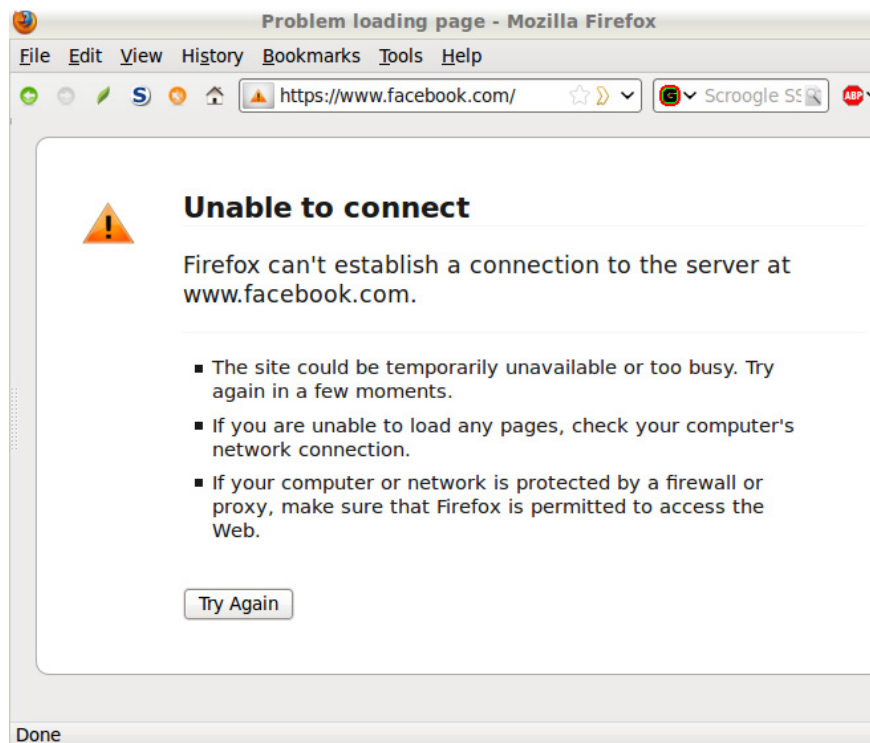 Problem loading page - Mozilla Firefox
File Edit View History Bookmarks Tools Help
S https://www.facebook.com/ G Scroogle SS ABP
Unable to connect
Firefox can't establish a connection to the server at
www.facebook.com.
The site could be temporarily unavailable or too busy. Try
again in a few moments.
If you are unable to load any pages, check your computer's
network connection.
If your computer or network is protected by a firewall or
proxy, make sure that Firefox is permitted to access the
Web.
Try Again
Done